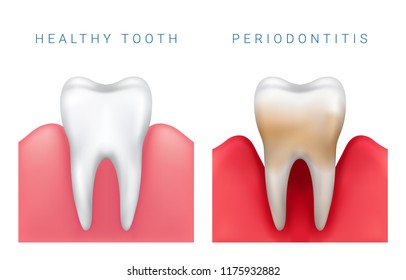 HEALTHY TOOTH
PERIODONTITIS
shutterstock.com · 1175932882